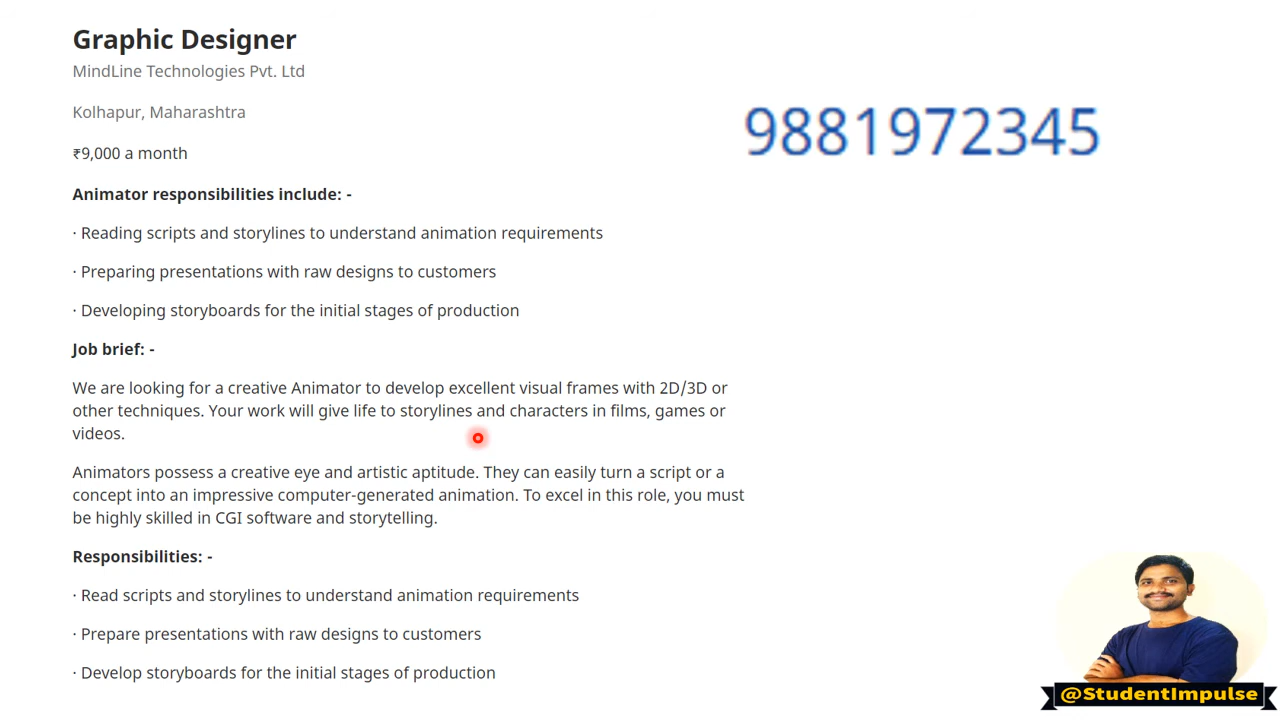 Graphic Designer
MindLine Technologies Pvt. Ltd
Kolhapur, Maharashtra
9881972345
₹9,000 a month
Animator responsibilities include: -
· Reading scripts and storylines to understand animation requirements
· Preparing presentations with raw designs to customers
· Developing storyboards for the initial stages of production
Job brief: -
We are looking for a creative Animator to develop excellent visual frames with 2D/3D or
other techniques. Your work will give life to storylines and characters in films, games or
videos.
Animators possess a creative eye and artistic aptitude. They can easily turn a script or a
concept into an impressive computer-generated animation. To excel in this role, you must
be highly skilled in CGI software and storytelling.
Responsibilities: -
· Read scripts and storylines to understand animation requirements
· Prepare presentations with raw designs to customers
· Develop storyboards for the initial stages of production
@StudentImpulse